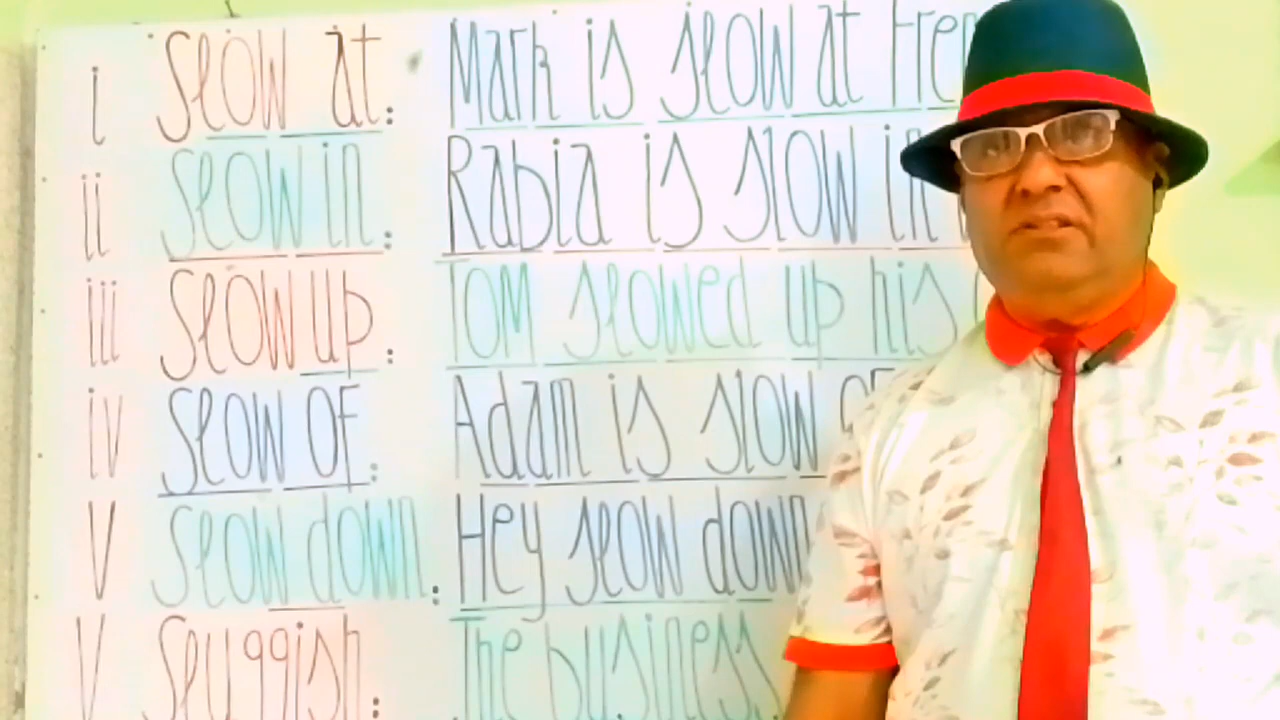 i slow at: Mark is slow at
ii slow in: Rabia is slow in
iii slow up: Tom slowed up his
iv slow of: Adam is slow
v slow down: Hey slow down
v sluggish: The business